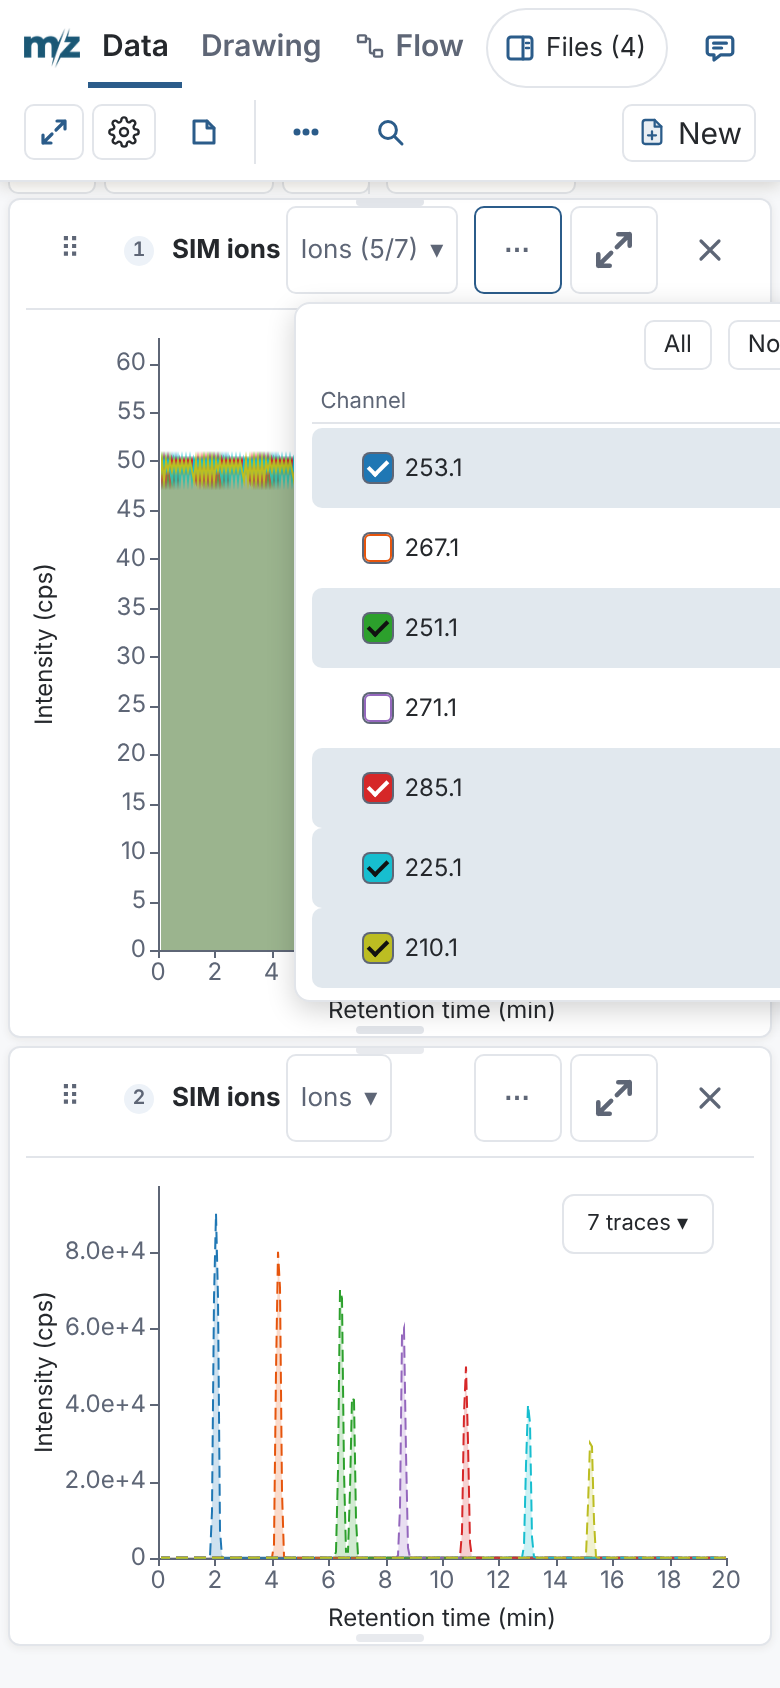 m/z Data Drawing Flow Files (4)
... New
1 SIM ions Ions (5/7) ▾ ...
All No
Channel
253.1
267.1
251.1
271.1
285.1
225.1
210.1
60
55
50
45
40
35
30
25
20
15
10
5
0
Intensity (cps)
0 2 4
Retention time (min)
2 SIM ions Ions ▾ ...
7 traces ▾
8.0e+4
6.0e+4
4.0e+4
2.0e+4
0
Intensity (cps)
0 2 4 6 8 10 12 14 16 18 20
Retention time (min)